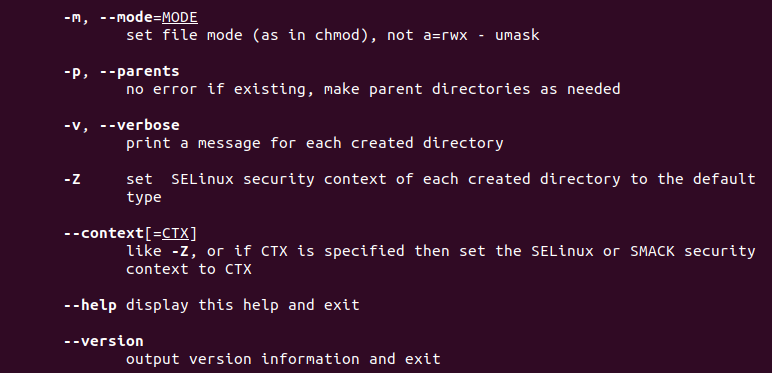 -m, --mode=MODE
set file mode (as in chmod), not a=rwx - umask
-p, --parents
no error if existing, make parent directories as needed
-v, --verbose
print a message for each created directory
-Z     set  SELinux security context of each created directory to the default
type
--context[=CTX]
like -Z, or if CTX is specified then set the SELinux or SMACK security
context to CTX
--help display this help and exit
--version
output version information and exit